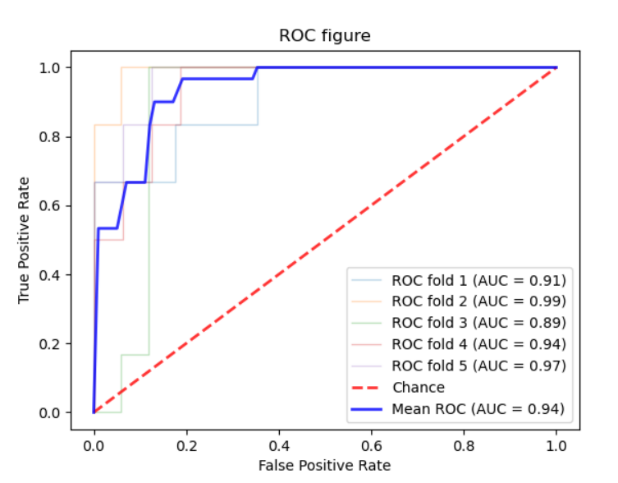 ROC figure
1.0
0.8
0.6
0.4
0.2
0.0
True Positive Rate
ROC fold 1 (AUC = 0.91)
ROC fold 2 (AUC = 0.99)
ROC fold 3 (AUC = 0.89)
ROC fold 4 (AUC = 0.94)
ROC fold 5 (AUC = 0.97)
Chance
Mean ROC (AUC = 0.94)
0.0 0.2 0.4 0.6 0.8 1.0
False Positive Rate